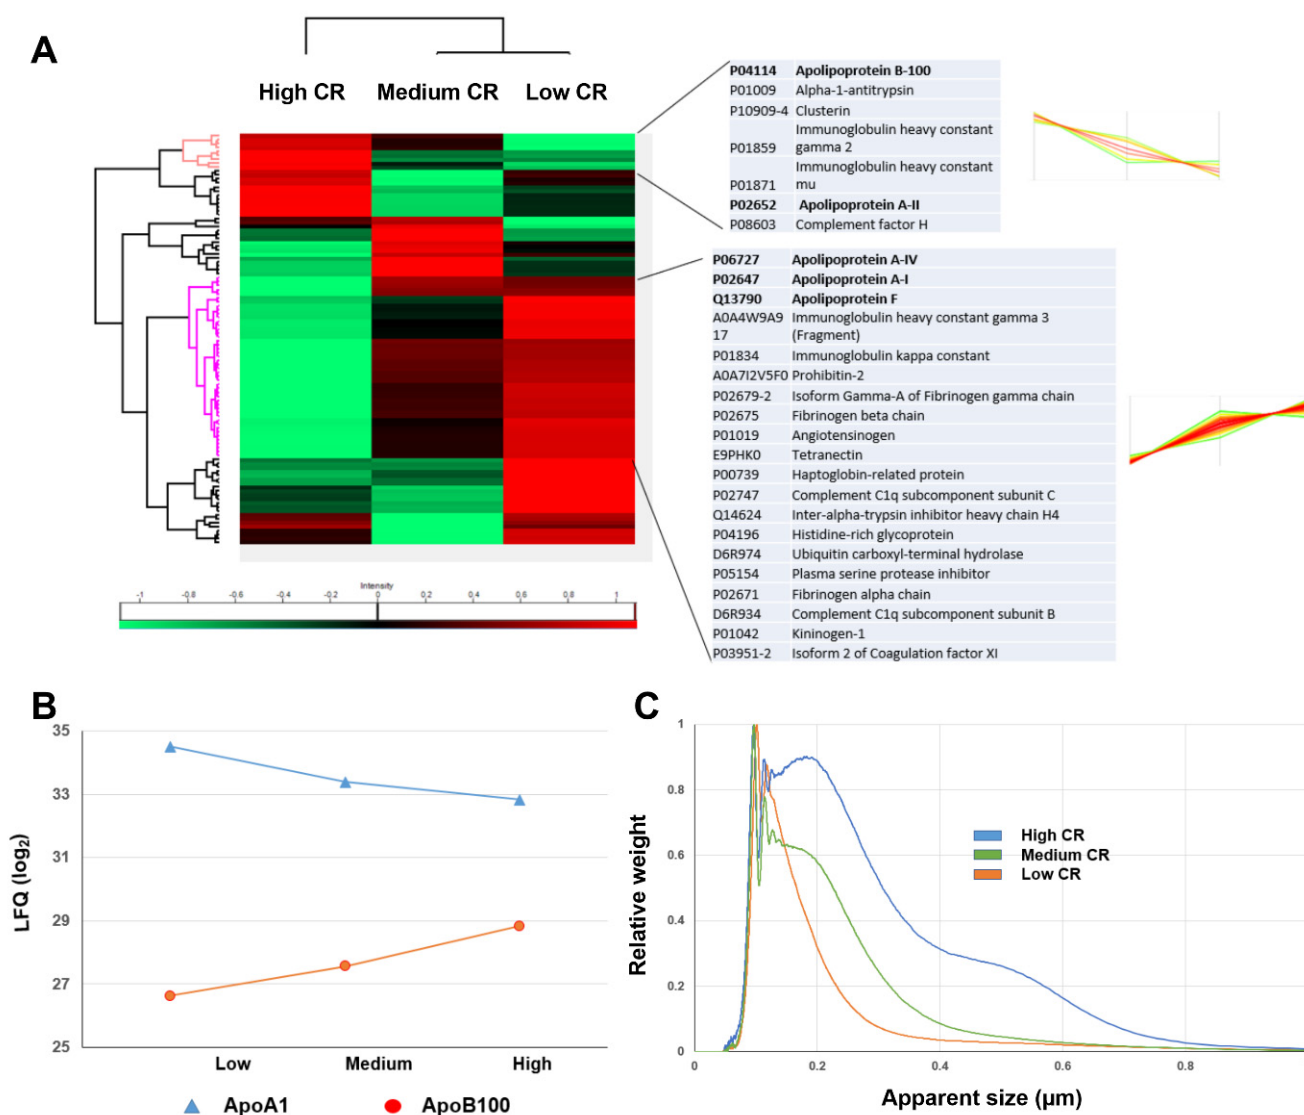 A
High CR Medium CR Low CR
P04114 Apolipoprotein B-100
P01009 Alpha-1-antitrypsin
P10909-4 Clusterin
Immunoglobulin heavy constant
P01859 gamma 2
Immunoglobulin heavy constant
P01871 mu
P02652 Apolipoprotein A-II
P08603 Complement factor H
P06727 Apolipoprotein A-IV
P02647 Apolipoprotein A-I
Q13790 Apolipoprotein F
A0A4W9A9 Immunoglobulin heavy constant gamma 3
17 (Fragment)
P01834 Immunoglobulin kappa constant
A0A7I2V5F0 Prohibitin-2
P02679-2 Isoform Gamma-A of Fibrinogen gamma chain
P02675 Fibrinogen beta chain
P01019 Angiotensinogen
E9PHK0 Tetranectin
P00739 Haptoglobin-related protein
P02747 Complement C1q subcomponent subunit C
Q14624 Inter-alpha-trypsin inhibitor heavy chain H4
P04196 Histidine-rich glycoprotein
D6R974 Ubiquitin carboxyl-terminal hydrolase
P05154 Plasma serine protease inhibitor
P02671 Fibrinogen alpha chain
D6R934 Complement C1q subcomponent subunit B
P01042 Kininogen-1
P03951-2 Isoform 2 of Coagulation factor XI
Intensity
-1 -0.8 -0.6 -0.4 -0.2 0 0.2 0.4 0.6 0.8 1
B
35
33
31
29
27
25
LFQ (log₂)
Low Medium High
ApoA1 ApoB100
C
1
0.8
0.6
0.4
0.2
0
Relative weight
High CR
Medium CR
Low CR
0 0.2 0.4 0.6 0.8
Apparent size (µm)